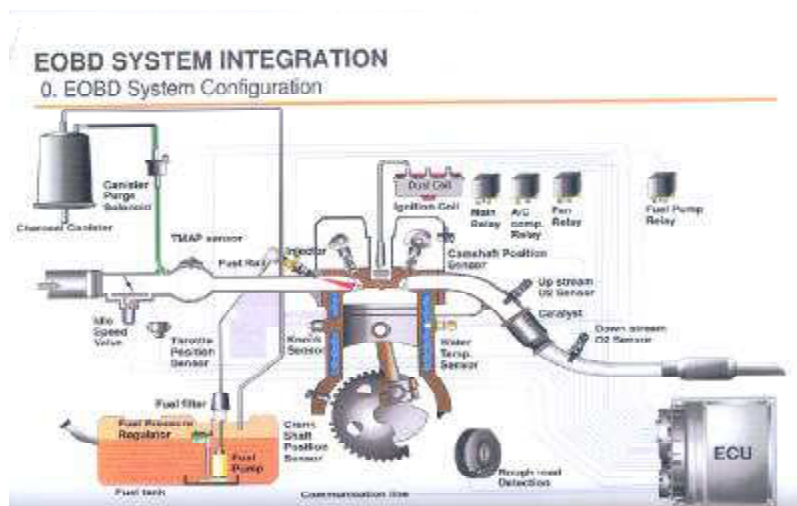 EOBD SYSTEM INTEGRATION
0. EOBD System Configuration
Canister
Purge
Solenoid
Charcoal Canister
TMAP sensor
Fuel Rail
Injector
Dual Coil
Ignition Coil
Main
Relay
A/C
comp.
Relay
Fan
Relay
Fuel Pump
Relay
Camshaft Position
Sensor
Up stream
O2 Sensor
Catalyst
Down stream
O2 Sensor
Idle
Speed
Valve
Throttle
Position
Sensor
Knock
Sensor
Water
Temp.
Sensor
Fuel filter
Fuel Pressure
Regulator
Fuel
Pump
Crank
Shaft
Position
Sensor
Rough road
Detection
ECU
Fuel tank
Communication line